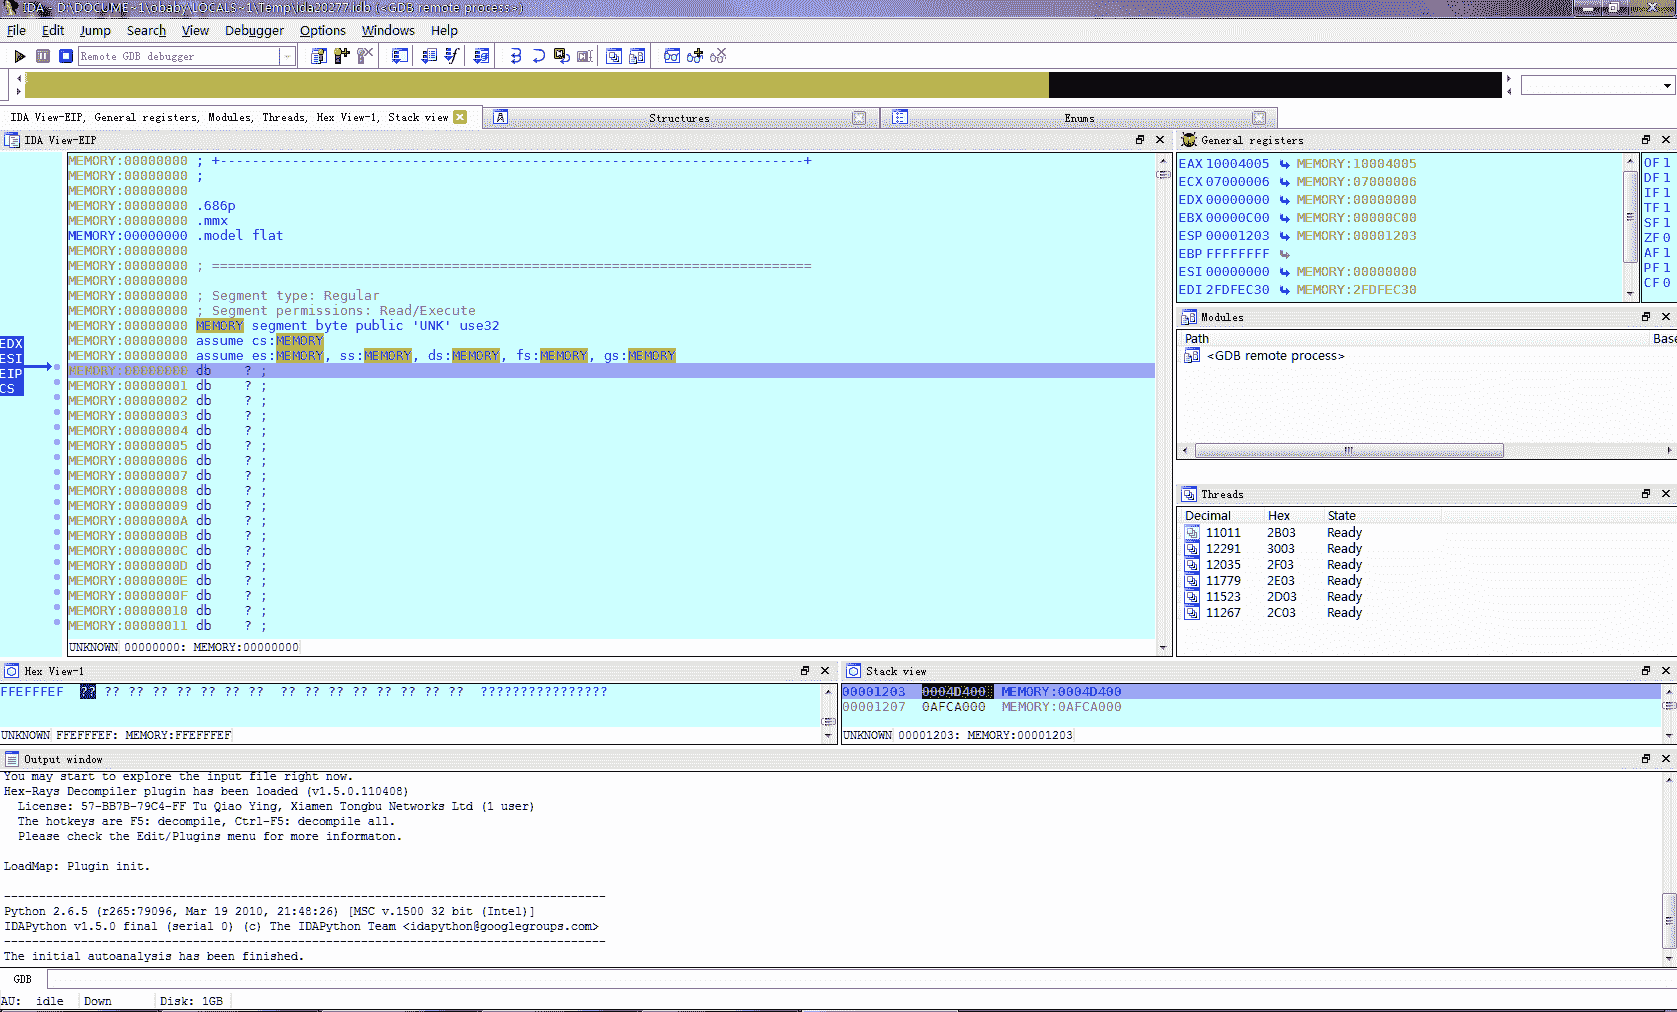 IDA - D:\DOCUME~1\obaby\LOCALS~1\Temp\ida20277.idb (<GDB remote process>)
File Edit Jump Search View Debugger Options Windows Help
Remote GDB debugger
IDA View-EIP, General registers, Modules, Threads, Hex View-1, Stack view
Structures
Enums
IDA View-EIP
MEMORY:00000000 ; +-------------------------------------------------------------------------+
MEMORY:00000000 ;
MEMORY:00000000
MEMORY:00000000 .686p
MEMORY:00000000 .mmx
MEMORY:00000000 .model flat
MEMORY:00000000
MEMORY:00000000 ; ===========================================================================
MEMORY:00000000
MEMORY:00000000 ; Segment type: Regular
MEMORY:00000000 ; Segment permissions: Read/Execute
MEMORY:00000000 MEMORY segment byte public 'UNK' use32
MEMORY:00000000 assume cs:MEMORY
MEMORY:00000000 assume es:MEMORY, ss:MEMORY, ds:MEMORY, fs:MEMORY, gs:MEMORY
MEMORY:00000000 db ? ;
MEMORY:00000001 db ? ;
MEMORY:00000002 db ? ;
MEMORY:00000003 db ? ;
MEMORY:00000004 db ? ;
MEMORY:00000005 db ? ;
MEMORY:00000006 db ? ;
MEMORY:00000007 db ? ;
MEMORY:00000008 db ? ;
MEMORY:00000009 db ? ;
MEMORY:0000000A db ? ;
MEMORY:0000000B db ? ;
MEMORY:0000000C db ? ;
MEMORY:0000000D db ? ;
MEMORY:0000000E db ? ;
MEMORY:0000000F db ? ;
MEMORY:00000010 db ? ;
MEMORY:00000011 db ? ;
EDX
ESI
EIP
CS
UNKNOWN 00000000: MEMORY:00000000
General registers
EAX 10004005 MEMORY:10004005
ECX 07000006 MEMORY:07000006
EDX 00000000 MEMORY:00000000
EBX 00000C00 MEMORY:00000C00
ESP 00001203 MEMORY:00001203
EBP FFFFFFFF
ESI 00000000 MEMORY:00000000
EDI 2FDFEC30 MEMORY:2FDFEC30
OF 1
DF 1
IF 1
TF 1
SF 1
ZF 0
AF 1
PF 1
CF 0
Modules
Path Base
<GDB remote process>
Threads
Decimal Hex State
11011 2B03 Ready
12291 3003 Ready
12035 2F03 Ready
11779 2E03 Ready
11523 2D03 Ready
11267 2C03 Ready
Hex View-1
FFEFFFEF ?? ?? ?? ?? ?? ?? ?? ?? ?? ?? ?? ?? ?? ?? ?? ?? ????????????????
UNKNOWN FFEFFFEF: MEMORY:FFEFFFEF
Stack view
00001203 0004D400 MEMORY:0004D400
00001207 0AFCA000 MEMORY:0AFCA000
UNKNOWN 00001203: MEMORY:00001203
Output window
You may start to explore the input file right now.
Hex-Rays Decompiler plugin has been loaded (v1.5.0.110408)
License: 57-BB7B-79C4-FF Tu Qiao Ying, Xiamen Tongbu Networks Ltd (1 user)
The hotkeys are F5: decompile, Ctrl-F5: decompile all.
Please check the Edit/Plugins menu for more informaton.
LoadMap: Plugin init.
---------------------------------------------------------------------------
Python 2.6.5 (r265:79096, Mar 19 2010, 21:48:26) [MSC v.1500 32 bit (Intel)]
IDAPython v1.5.0 final (serial 0) (c) The IDAPython Team <idapython@googlegroups.com>
---------------------------------------------------------------------------
The initial autoanalysis has been finished.
GDB
AU: idle Down Disk: 1GB